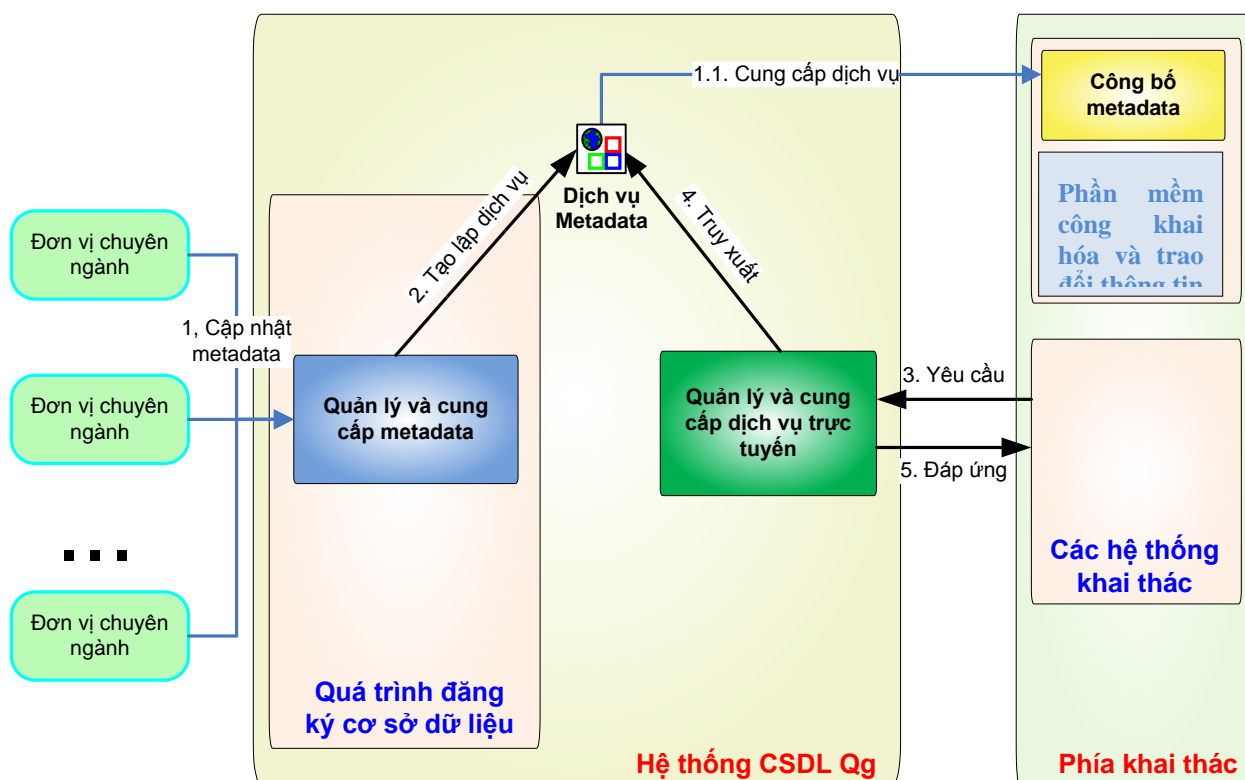 1.1. Cung cấp dịch vụ
Công bố
metadata
Dịch vụ
Metadata
Phần mềm
công khai
hóa và trao
đổi thông tin
Đơn vị chuyên
ngành
2. Tạo lập dịch vụ
4. Truy xuất
1, Cập nhật
metadata
Đơn vị chuyên
ngành
Quản lý và cung
cấp metadata
Quản lý và cung
cấp dịch vụ trực
tuyến
3. Yêu cầu
5. Đáp ứng
...
Các hệ thống
khai thác
Đơn vị chuyên
ngành
Quá trình đăng
ký cơ sở dữ liệu
Hệ thống CSDL Qg
Phía khai thác